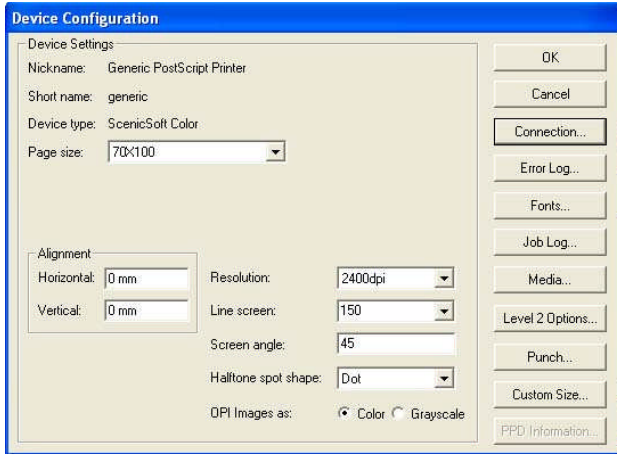 Device Configuration
Device Settings
Nickname: Generic PostScript Printer
Short name: generic
Device type: ScenicSoft Color
Page size: 70X100
Alignment
Horizontal: 0 mm
Vertical: 0 mm
Resolution: 2400dpi
Line screen: 150
Screen angle: 45
Halftone spot shape: Dot
OPI Images as: Color Grayscale
OK
Cancel
Connection...
Error Log...
Fonts...
Job Log...
Media...
Level 2 Options...
Punch...
Custom Size...
PPD Information...